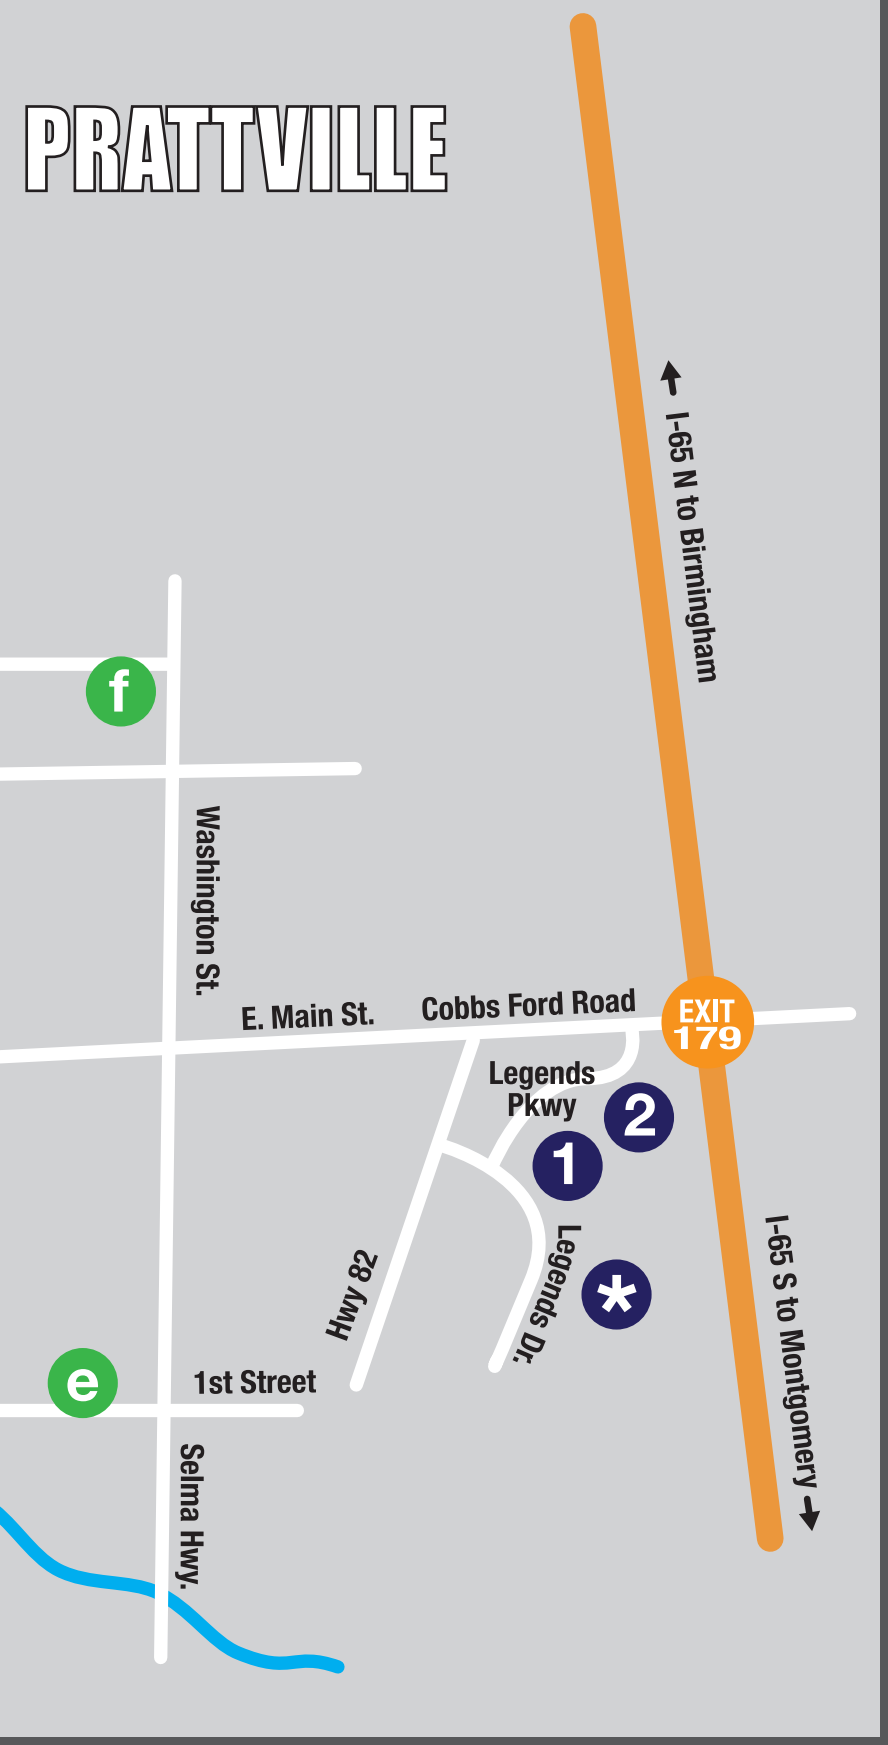 PRATTVILLE
I-65 N to Birmingham
f
Washington St.
E. Main St.
Cobbs Ford Road
EXIT
179
Legends
Pkwy
2
1
Legends Dr.
*
Hwy 82
I-65 S to Montgomery
e
1st Street
Selma Hwy.